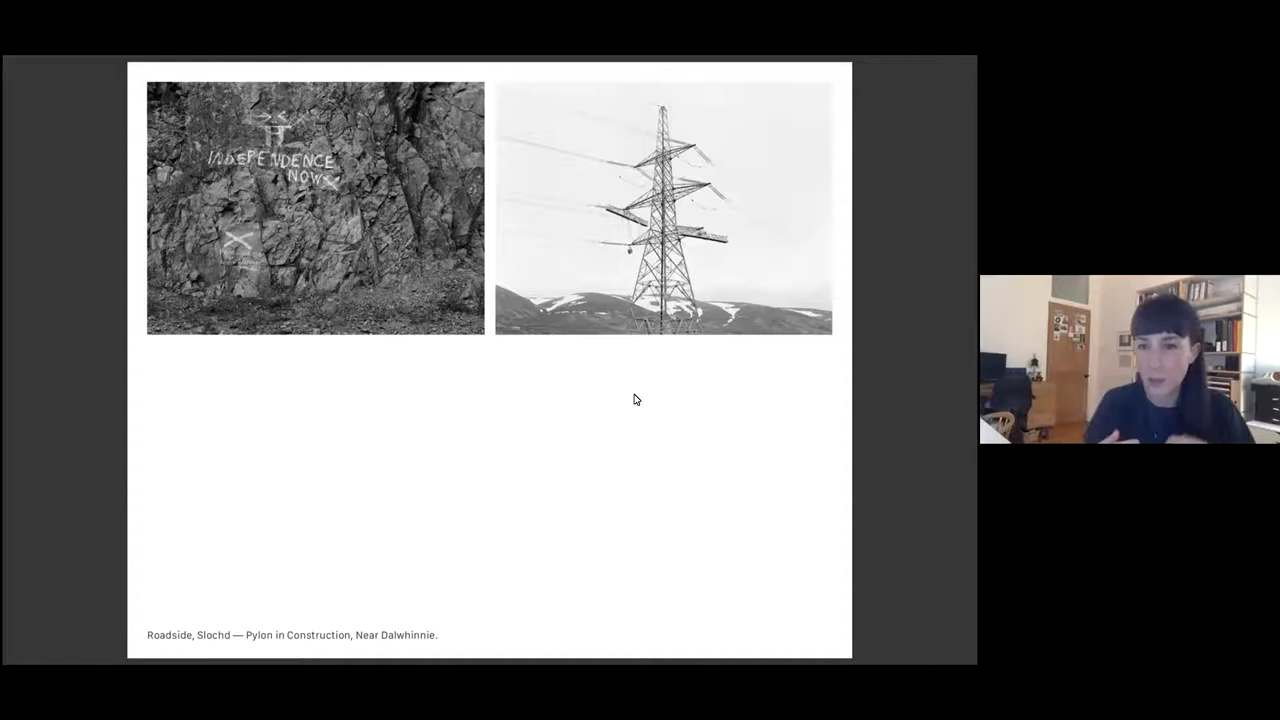 INDEPENDENCE
NOW
Roadside, Slochd — Pylon in Construction, Near Dalwhinnie.